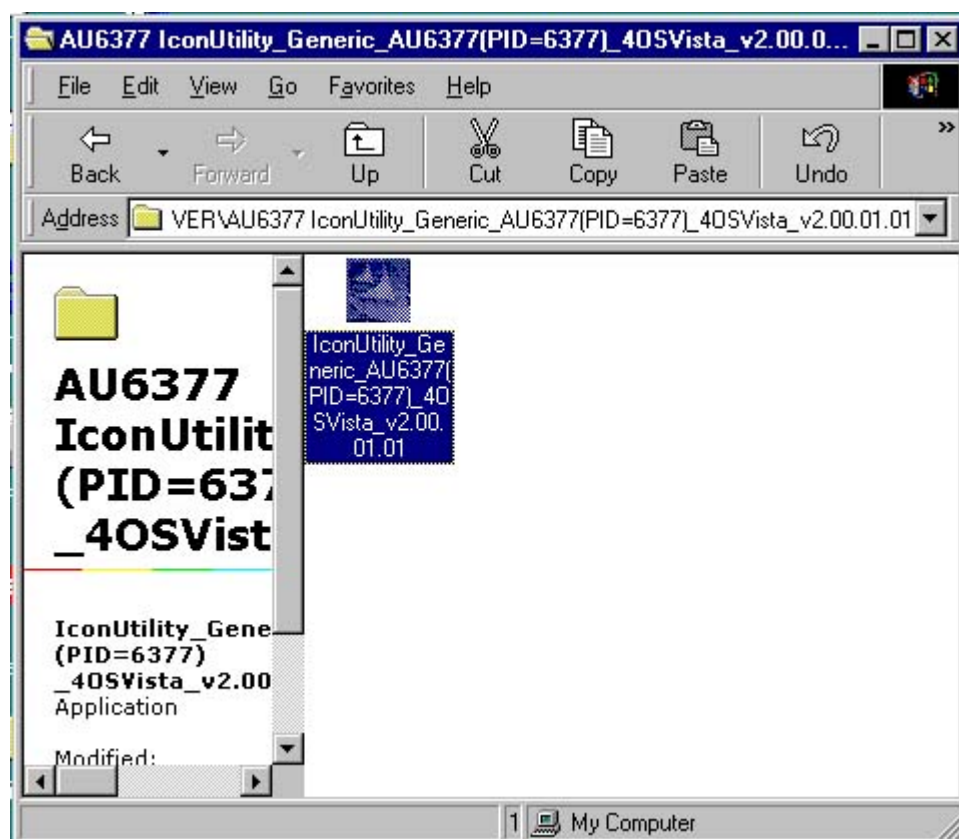 AU6377 IconUtility_Generic_AU6377(PID=6377)_4OSVista_v2.00.0...
File Edit View Go Favorites Help
»
Back Forward Up Cut Copy Paste Undo
Address VER\AU6377 IconUtility_Generic_AU6377(PID=6377)_4OSVista_v2.00.01.01
AU6377
IconUtilit
(PID=637
_4OSVist
IconUtility_Gene
(PID=6377)
_4OSVista_v2.00
Application
Modified:
IconUtility_Ge
neric_AU6377(
PID=6377)_4O
SVista_v2.00.
01.01
1 My Computer